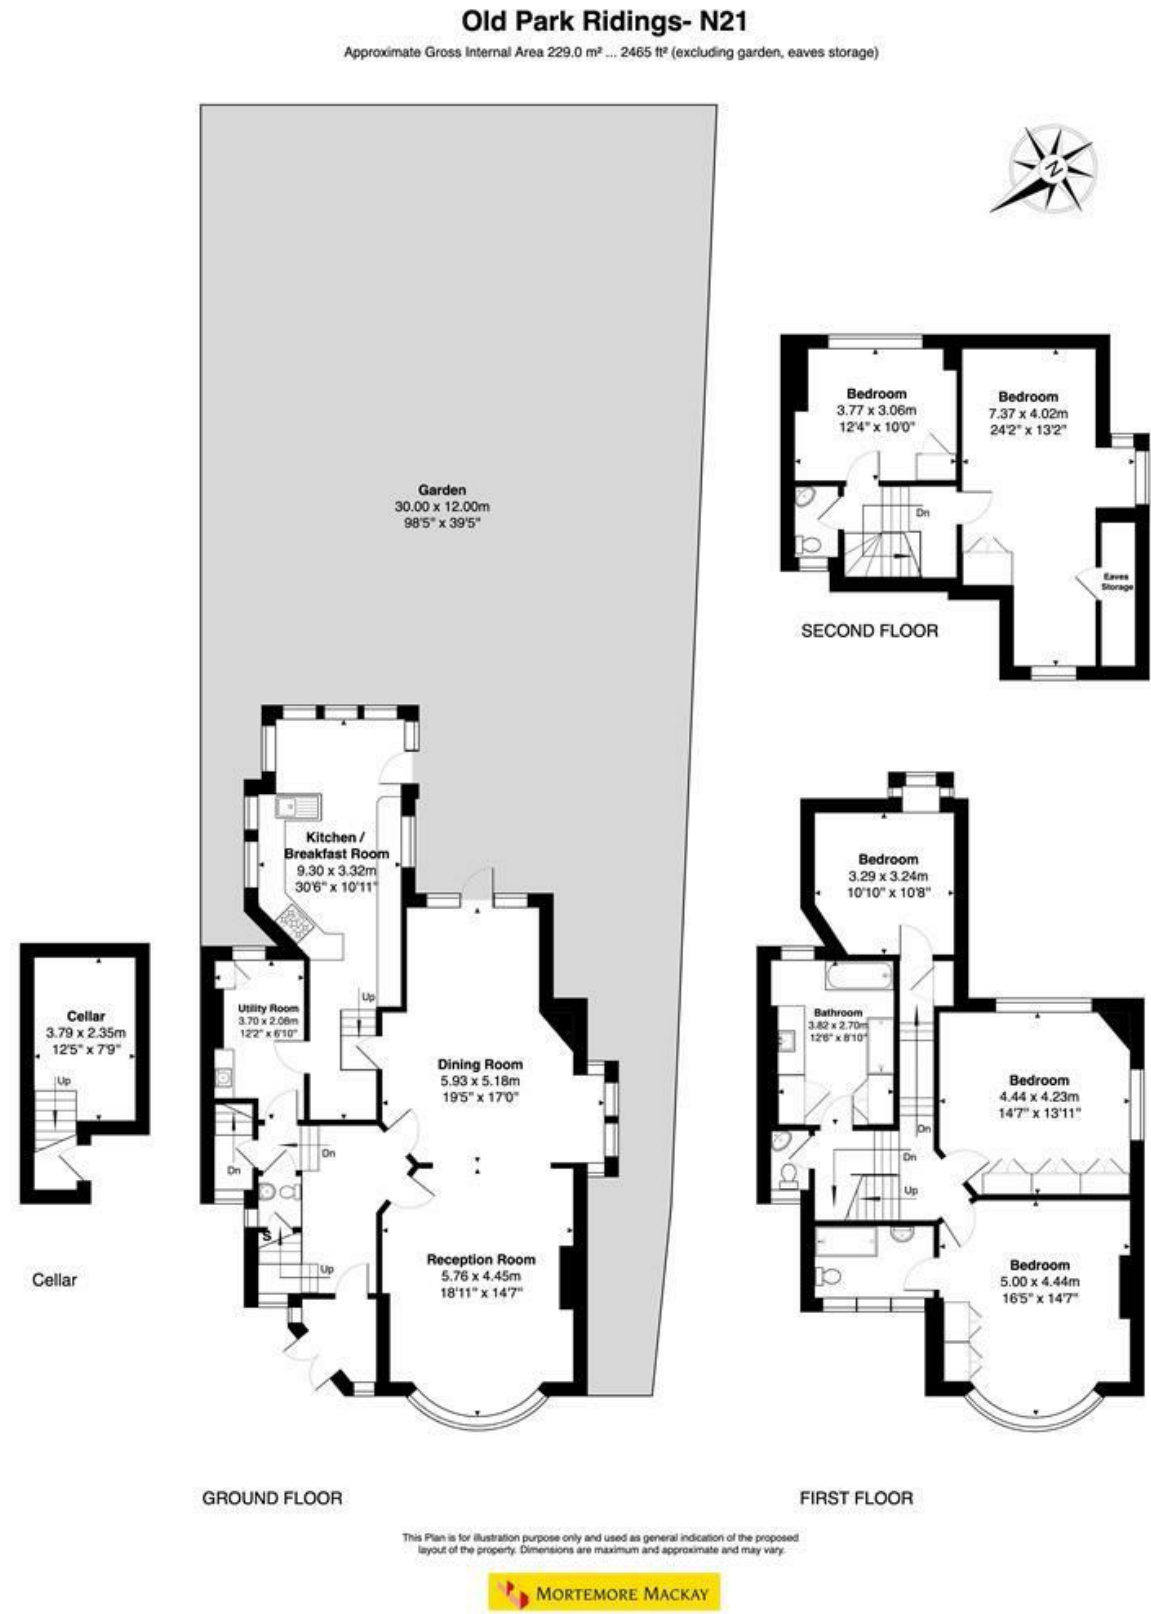 Old Park Ridings- N21
Approximate Gross Internal Area 229.0 m² ... 2465 ft² (excluding garden, eaves storage)
N
Garden
30.00 x 12.00m
98'5" x 39'5"
Bedroom
3.77 x 3.06m
12'4" x 10'0"
Bedroom
7.37 x 4.02m
24'2" x 13'2"
Dn
Eaves
Storage
SECOND FLOOR
Kitchen /
Breakfast Room
9.30 x 3.32m
30'6" x 10'11"
Utility Room
3.70 x 2.08m
12'2" x 6'10"
Up
Dining Room
5.93 x 5.18m
19'5" x 17'0"
Dn
Dn
S
Up
Reception Room
5.76 x 4.45m
18'11" x 14'7"
Cellar
3.79 x 2.35m
12'5" x 7'9"
Up
Cellar
Bedroom
3.29 x 3.24m
10'10" x 10'8"
Bathroom
3.82 x 2.70m
12'6" x 8'10"
Bedroom
4.44 x 4.23m
14'7" x 13'11"
Dn
Dn
Up
Bedroom
5.00 x 4.44m
16'5" x 14'7"
GROUND FLOOR
FIRST FLOOR
This Plan is for illustration purpose only and used as general indication of the proposed
layout of the property. Dimensions are maximum and approximate and may vary.
MORTEMORE MACKAY